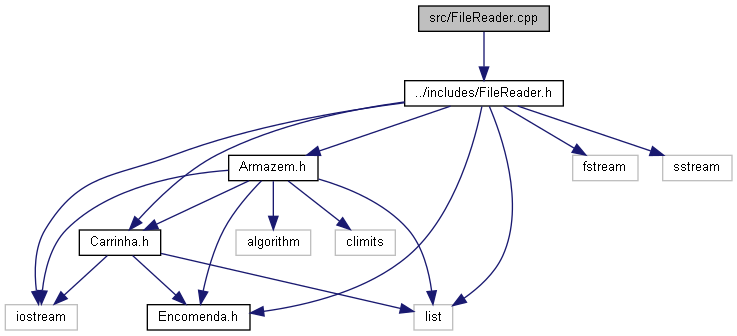 src/FileReader.cpp
../includes/FileReader.h
Armazem.h
fstream
sstream
Carrinha.h
algorithm
climits
iostream
Encomenda.h
list